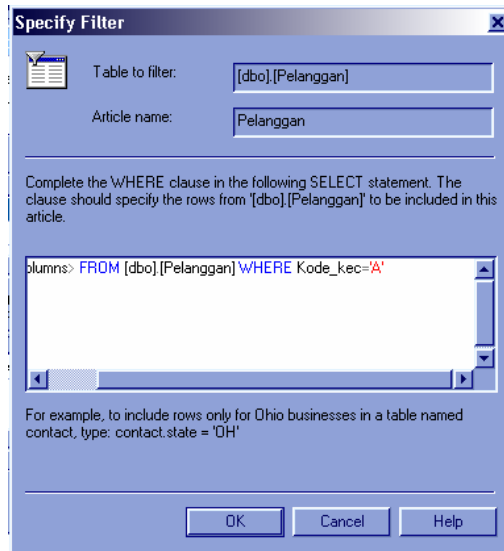 Specify Filter
Table to filter:
[dbo].[Pelanggan]
Article name:
Pelanggan
Complete the WHERE clause in the following SELECT statement. The
clause should specify the rows from '[dbo].[Pelanggan]' to be included in this
article.
olumns> FROM [dbo].[Pelanggan] WHERE Kode_kec='A'
For example, to include rows only for Ohio businesses in a table named
contact, type: contact.state = 'OH'
OK
Cancel
Help